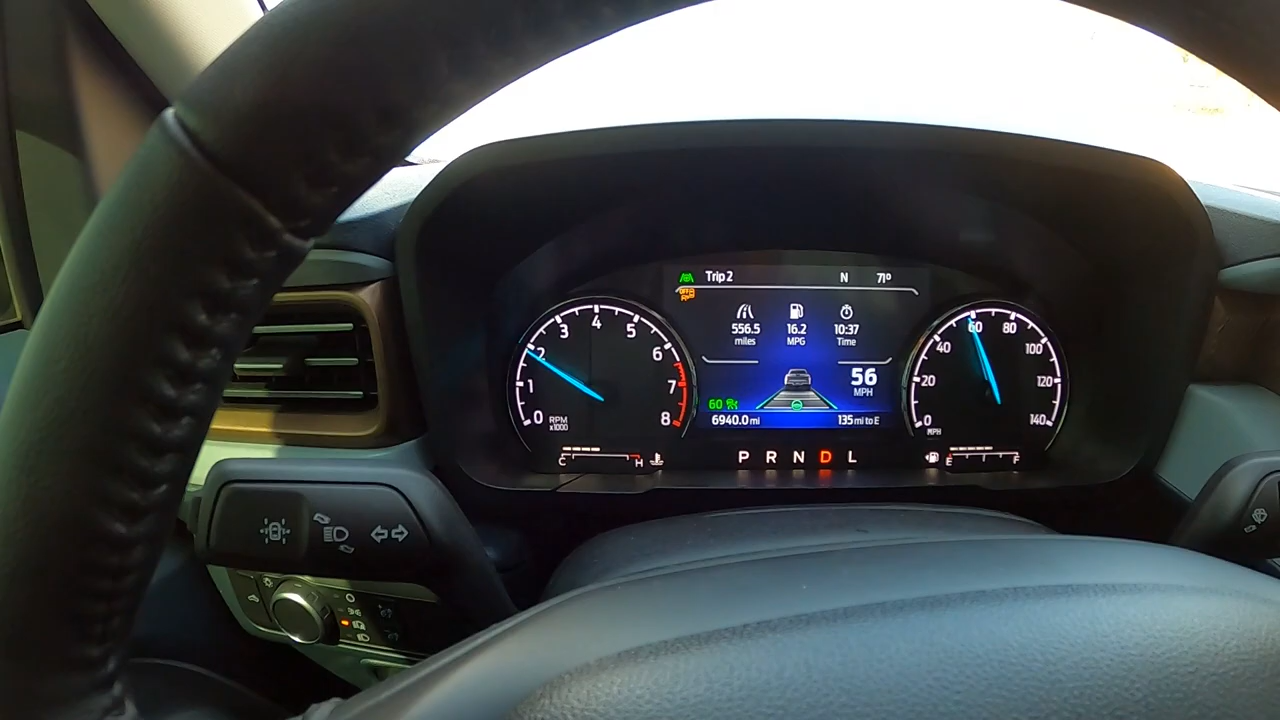 Trip 2 N 71º
OFF
556.5 16.2 10:37
miles MPG Time
56
MPH
60
6940.0 mi 135 mi to E
0 1 2 3 4 5 6 7 8
RPM
x1000
C H
P R N D L
0 20 40 60 80 100 120 140
MPH
E F